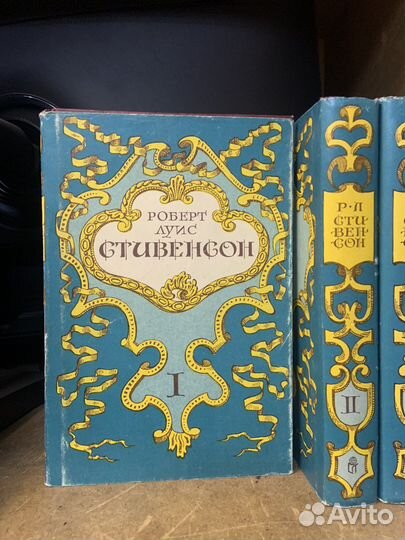 РОБЕРТ
ЛУИС
СТИВЕНСОН
I
Р·Л
СТИ-
ВЕН-
СОН
II
Avito